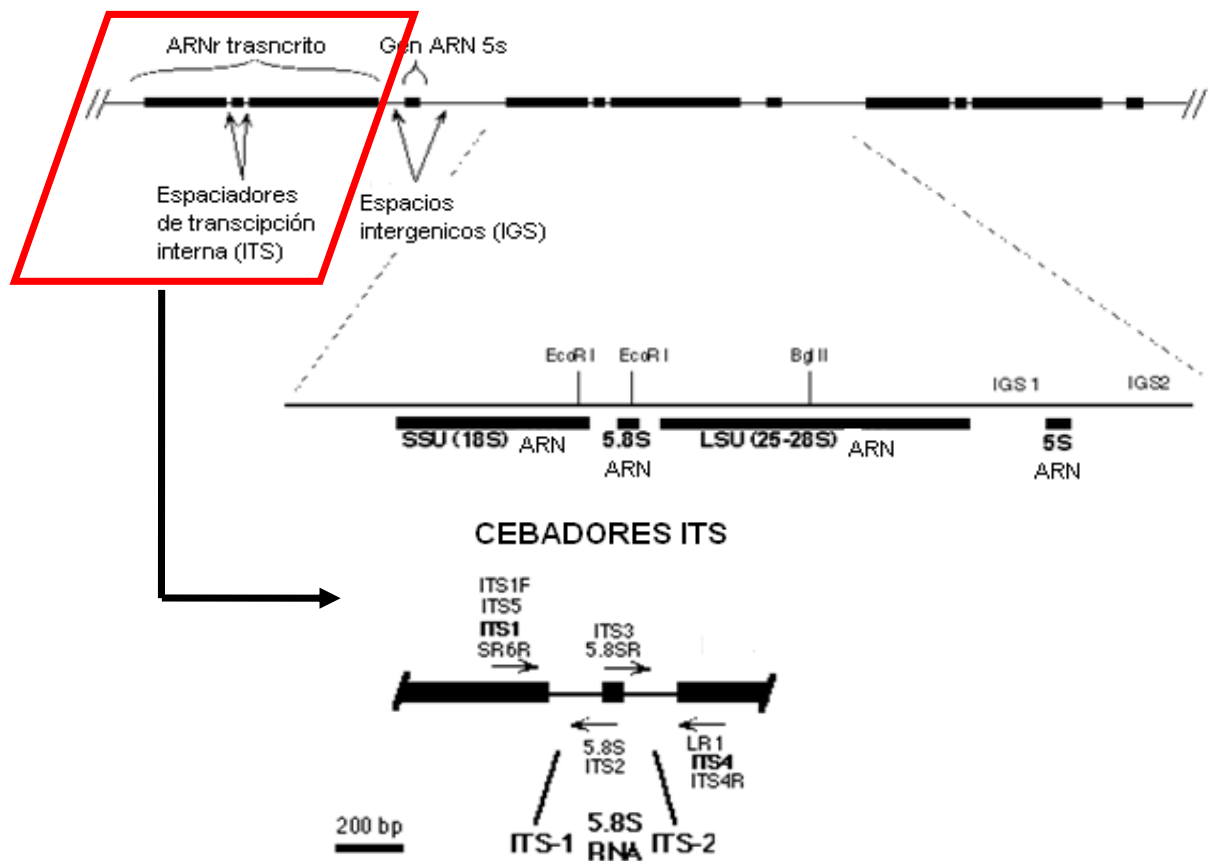 ARNr trasncrito
Gen ARN 5s
Espaciadores
de transcipción
interna (ITS)
Espacios
intergenicos (IGS)
EcoR I
EcoR I
Bgl II
IGS 1
IGS2
SSU (18S) ARN
5.8S
ARN
LSU (25-28S) ARN
5S
ARN
CEBADORES ITS
ITS1F
ITS5
ITS1
SR6R
ITS3
5.8SR
5.8S
ITS2
LR1
ITS4
ITS4R
200 bp
ITS-1
5.8S
RNA
ITS-2